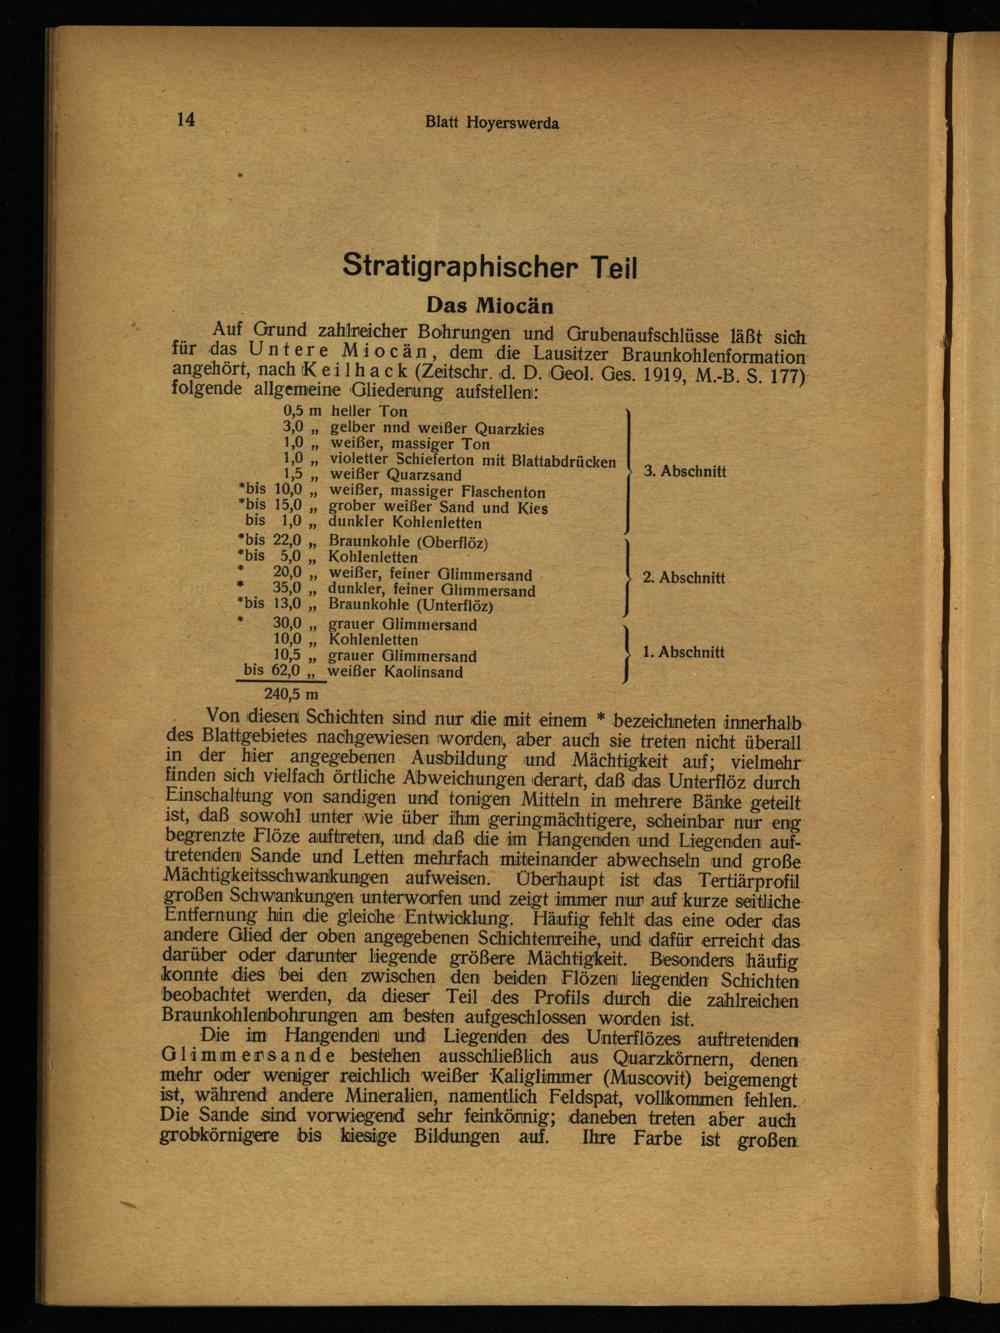 14
Blatt Hoyerswerda
Stratigraphischer Teil
Das Miocän
Auf Grund zahlreicher Bohrungen und Grubenaufschlüsse läßt sich
für das Untere Miocän, dem die Lausitzer Braunkohlenformation
angehört, nach Keilhack (Zeitschr. d. D. Geol. Ges. 1919, M.-B. S. 177)
folgende allgemeine Gliederung aufstellen:
0,5 m heller Ton
3,0 „ gelber nnd weißer Quarzkies
1,0 „ weißer, massiger Ton
1,0 „ violetter Schieferton mit Blattabdrücken
1,5 „ weißer Quarzsand
*bis 10,0 „ weißer, massiger Flaschenton
*bis 15,0 „ grober weißer Sand und Kies
bis 1,0 „ dunkler Kohlenletten
3. Abschnitt
*bis 22,0 „ Braunkohle (Oberflöz)
*bis 5,0 „ Kohlenletten
* 20,0 „ weißer, feiner Glimmersand
* 35,0 „ dunkler, feiner Glimmersand
*bis 13,0 „ Braunkohle (Unterflöz)
2. Abschnitt
* 30,0 „ grauer Glimmersand
10,0 „ Kohlenletten
10,5 „ grauer Glimmersand
bis 62,0 „ weißer Kaolinsand
1. Abschnitt
240,5 m
Von diesen Schichten sind nur die mit einem * bezeichneten innerhalb
des Blattgebietes nachgewiesen worden, aber auch sie treten nicht überall
in der hier angegebenen Ausbildung und Mächtigkeit auf; vielmehr
finden sich vielfach örtliche Abweichungen derart, daß das Unterflöz durch
Einschaltung von sandigen und tonigen Mitteln in mehrere Bänke geteilt
ist, daß sowohl unter wie über ihm geringmächtigere, scheinbar nur eng
begrenzte Flöze auftreten, und daß die im Hangenden und Liegenden auf-
tretenden Sande und Letten mehrfach miteinander abwechseln und große
Mächtigkeitsschwankungen aufweisen. Überhaupt ist das Tertiärprofil
großen Schwankungen unterworfen und zeigt immer nur auf kurze seitliche
Entfernung hin die gleiche Entwicklung. Häufig fehlt das eine oder das
andere Glied der oben angegebenen Schichtenreihe, und dafür erreicht das
darüber oder darunter liegende größere Mächtigkeit. Besonders häufig
konnte dies bei den zwischen den beiden Flözen liegenden Schichten
beobachtet werden, da dieser Teil des Profils durch die zahlreichen
Braunkohlenbohrungen am besten aufgeschlossen worden ist.
Die im Hangenden und Liegenden des Unterflözes auftretenden
Glimmersande bestehen ausschließlich aus Quarzkörnern, denen
mehr oder weniger reichlich weißer Kaliglimmer (Muscovit) beigemengt
ist, während andere Mineralien, namentlich Feldspat, vollkommen fehlen.
Die Sande sind vorwiegend sehr feinkörnig; daneben treten aber auch
grobkörnigere bis kiesige Bildungen auf. Ihre Farbe ist großen